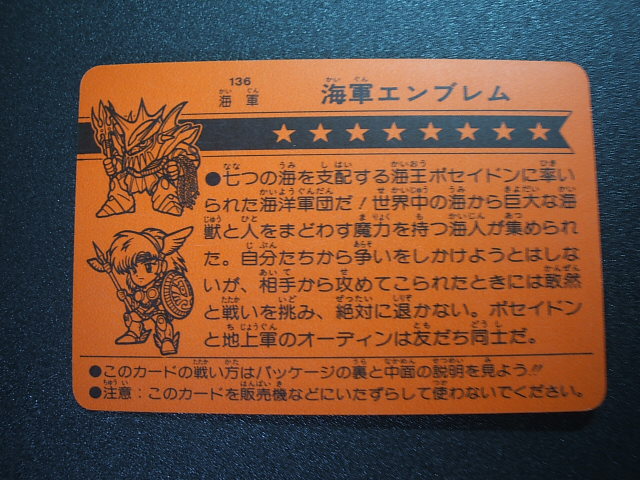 136
海軍
海軍エンブレム
●七つの海を支配する海王ポセイドンに率い
られた海洋軍団だ！世界中の海から巨大な海
獣と人をまどわす魔力を持つ海人が集められ
た。自分たちから争いをしかけようとはしな
いが、相手から攻めてこられたときには敢然
と戦いを挑み、絶対に退かない。ポセイドン
と地上軍のオーディンは友だち同士だ。
●このカードの戦い方はパッケージの裏と中面の説明を見よう!!
●注意：このカードを販売機などにいたずらして使わないでください。